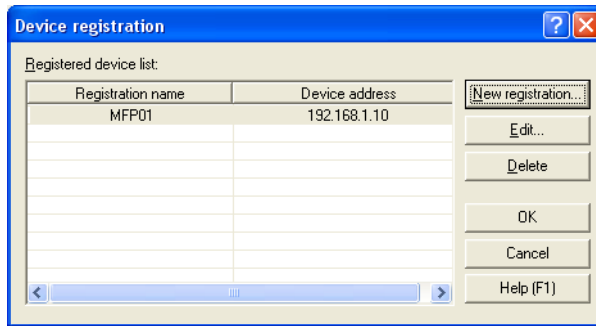 Device registration
Registered device list:
Registration name Device address
MFP01 192.168.1.10
New registration...
Edit...
Delete
OK
Cancel
Help (F1)